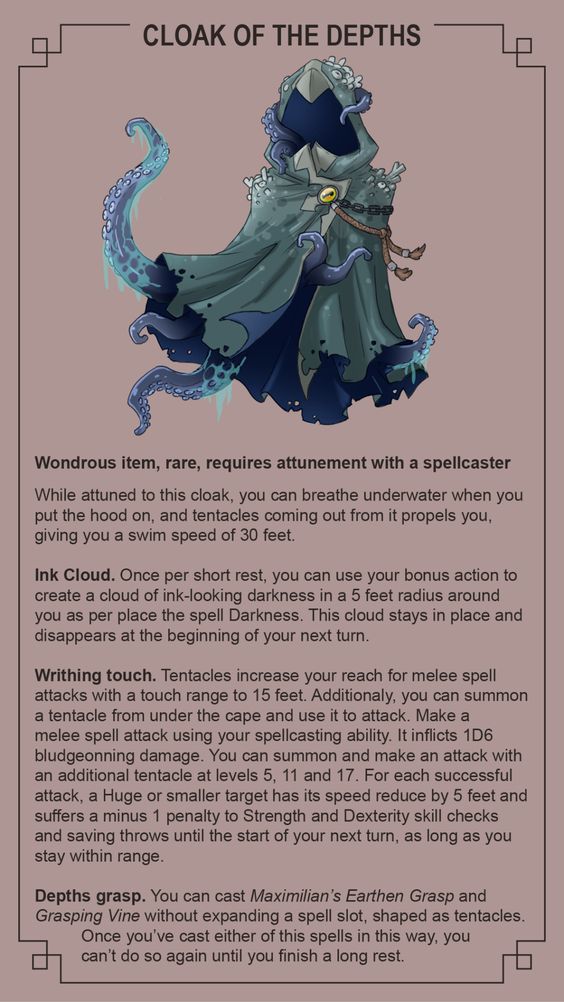 CLOAK OF THE DEPTHS
Wondrous item, rare, requires attunement with a spellcaster
While attuned to this cloak, you can breathe underwater when you
put the hood on, and tentacles coming out from it propels you,
giving you a swim speed of 30 feet.
Ink Cloud. Once per short rest, you can use your bonus action to
create a cloud of ink-looking darkness in a 5 feet radius around
you as per place the spell Darkness. This cloud stays in place and
disappears at the beginning of your next turn.
Writhing touch. Tentacles increase your reach for melee spell
attacks with a touch range to 15 feet. Additionaly, you can summon
a tentacle from under the cape and use it to attack. Make a
melee spell attack using your spellcasting ability. It inflicts 1D6
bludgeonning damage. You can summon and make an attack with
an additional tentacle at levels 5, 11 and 17. For each successful
attack, a Huge or smaller target has its speed reduce by 5 feet and
suffers a minus 1 penalty to Strength and Dexterity skill checks
and saving throws until the start of your next turn, as long as you
stay within range.
Depths grasp. You can cast Maximilian's Earthen Grasp and
Grasping Vine without expanding a spell slot, shaped as tentacles.
Once you've cast either of this spells in this way, you
can't do so again until you finish a long rest.